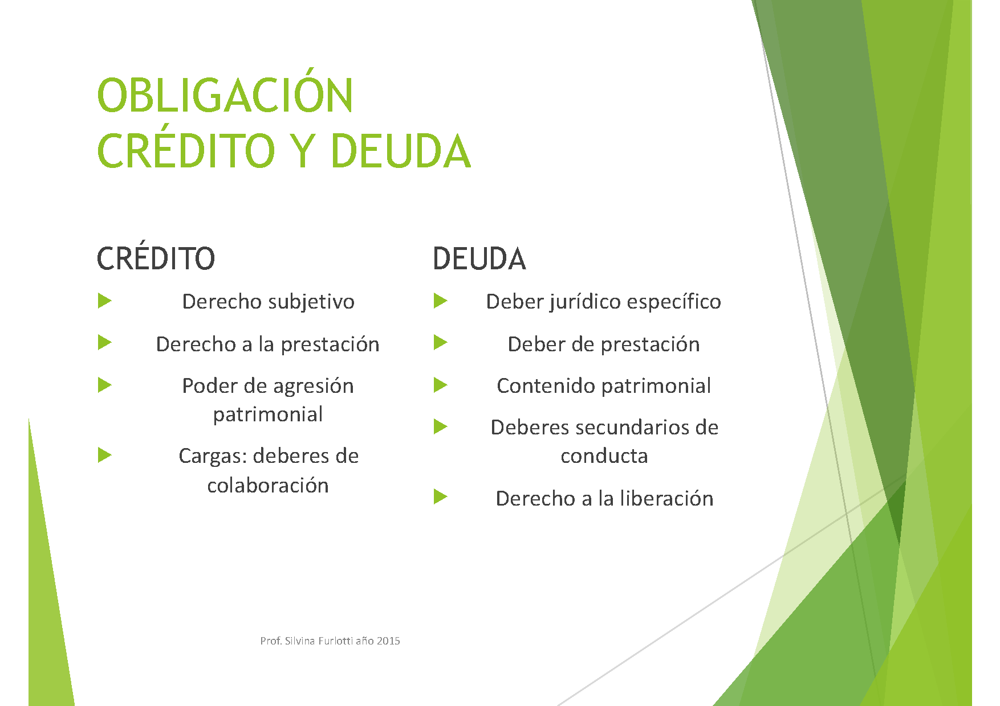 OBLIGACIÓN
CRÉDITO Y DEUDA
CRÉDITO
Derecho subjetivo
Derecho a la prestación
Poder de agresión
patrimonial
Cargas: deberes de
colaboración
DEUDA
Deber jurídico específico
Deber de prestación
Contenido patrimonial
Deberes secundarios de
conducta
Derecho a la liberación
Prof. Silvina Furlotti año 2015